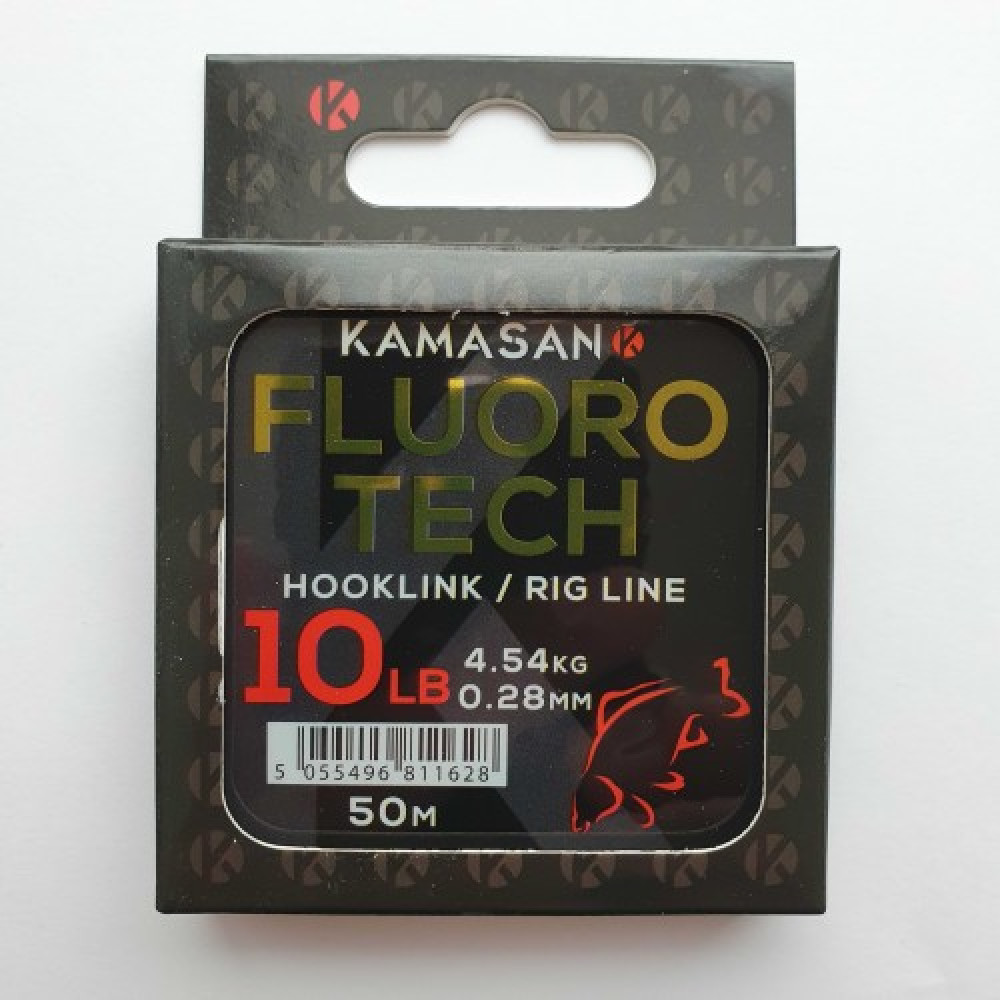 KAMASAN
FLUORO
TECH
HOOKLINK / RIG LINE
10LB
4.54KG
0.28MM
5 055496 811628
50M